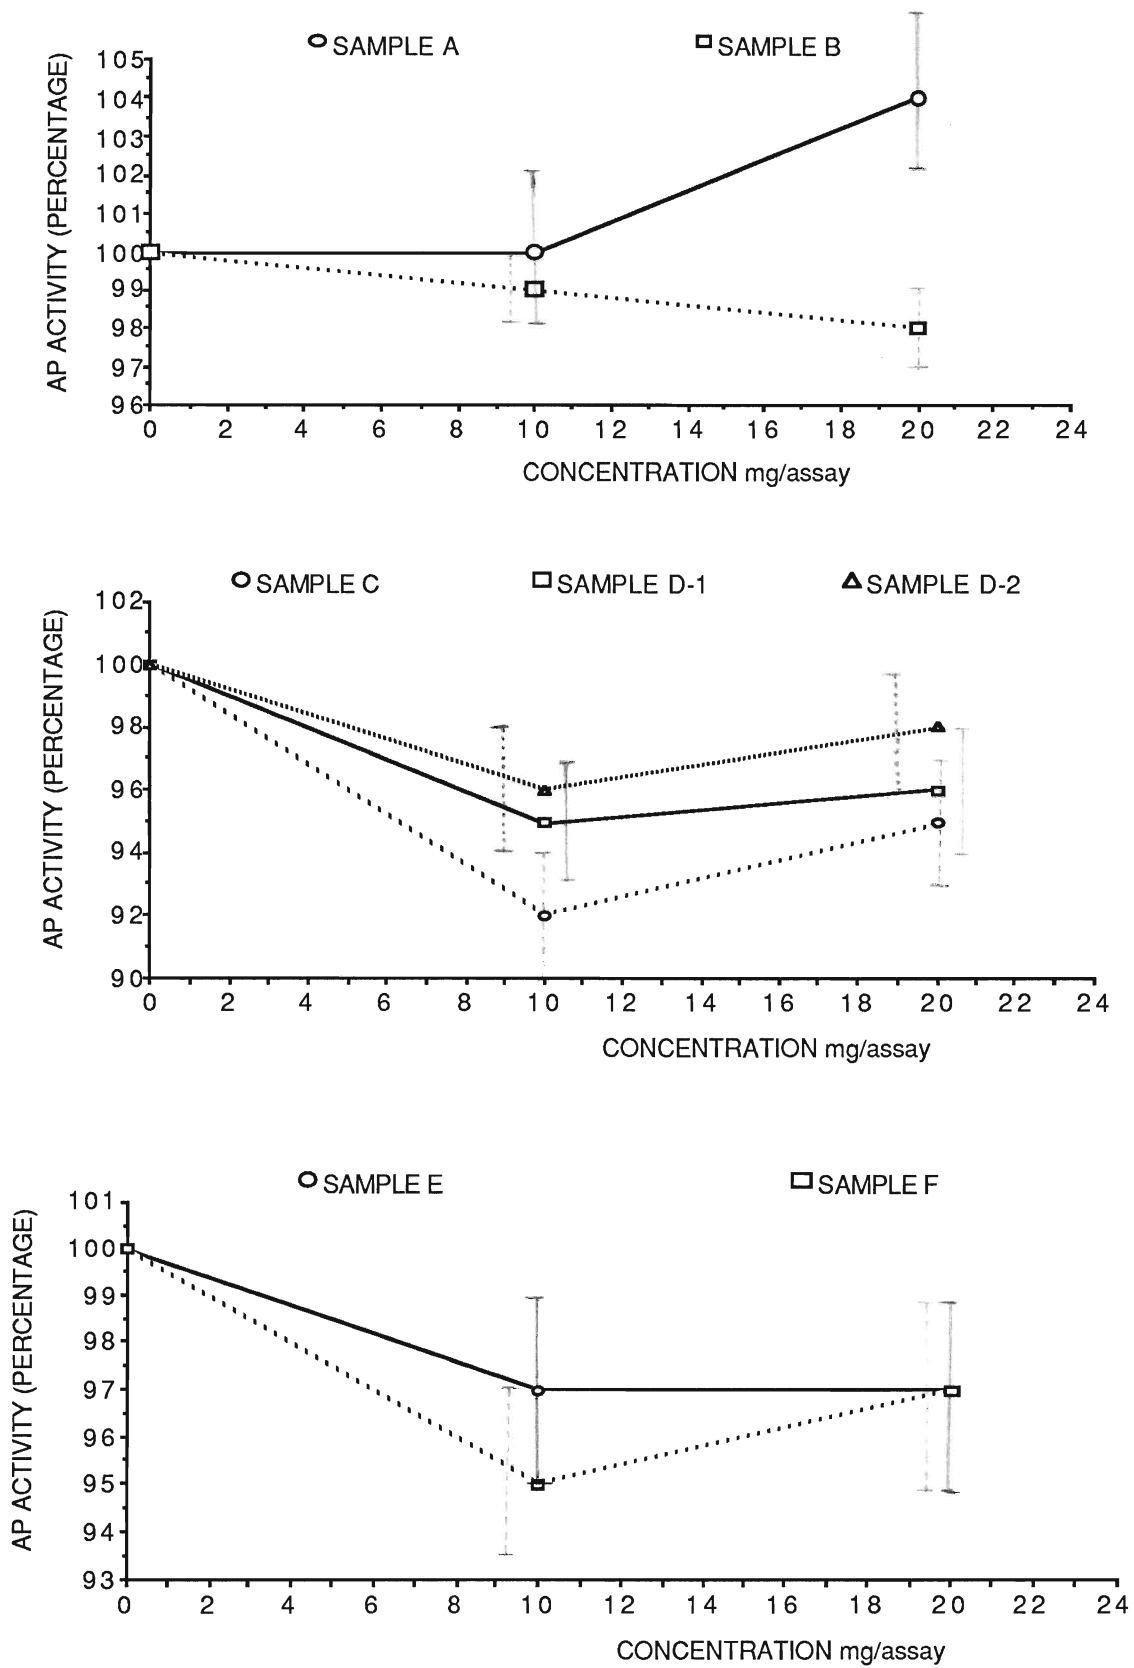 SAMPLE A SAMPLE B
AP ACTIVITY (PERCENTAGE)
105
104
103
102
101
100
99
98
97
96
0 2 4 6 8 10 12 14 16 18 20 22 24
CONCENTRATION mg/assay
SAMPLE C SAMPLE D-1 SAMPLE D-2
AP ACTIVITY (PERCENTAGE)
102
100
98
96
94
92
90
0 2 4 6 8 10 12 14 16 18 20 22 24
CONCENTRATION mg/assay
SAMPLE E SAMPLE F
AP ACTIVITY (PERCENTAGE)
101
100
99
98
97
96
95
94
93
0 2 4 6 8 10 12 14 16 18 20 22 24
CONCENTRATION mg/assay